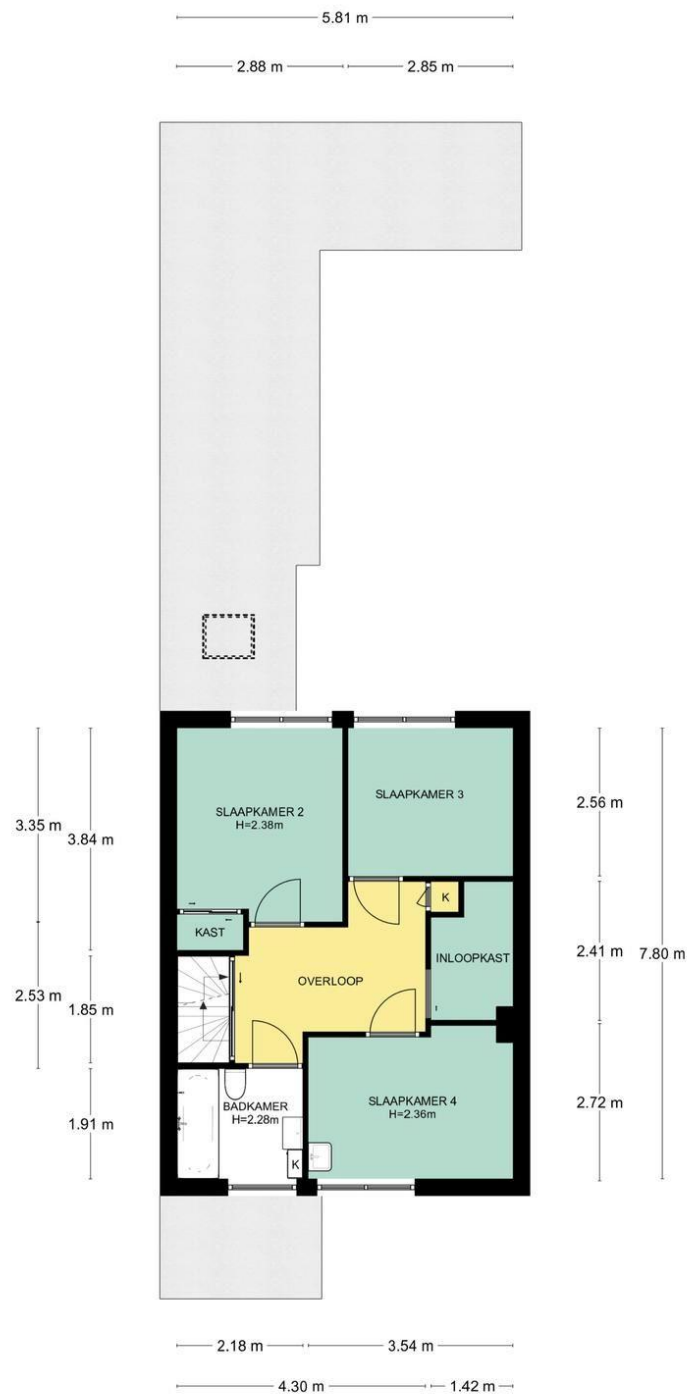 5.81 m
2.88 m 2.85 m
SLAAPKAMER 2
H=2.38m
SLAAPKAMER 3
KAST
K
INLOOPKAST
OVERLOOP
BADKAMER
H=2.28m
K
SLAAPKAMER 4
H=2.36m
3.35 m
3.84 m
2.53 m
1.85 m
1.91 m
2.56 m
2.41 m
7.80 m
2.72 m
2.18 m 3.54 m
4.30 m 1.42 m